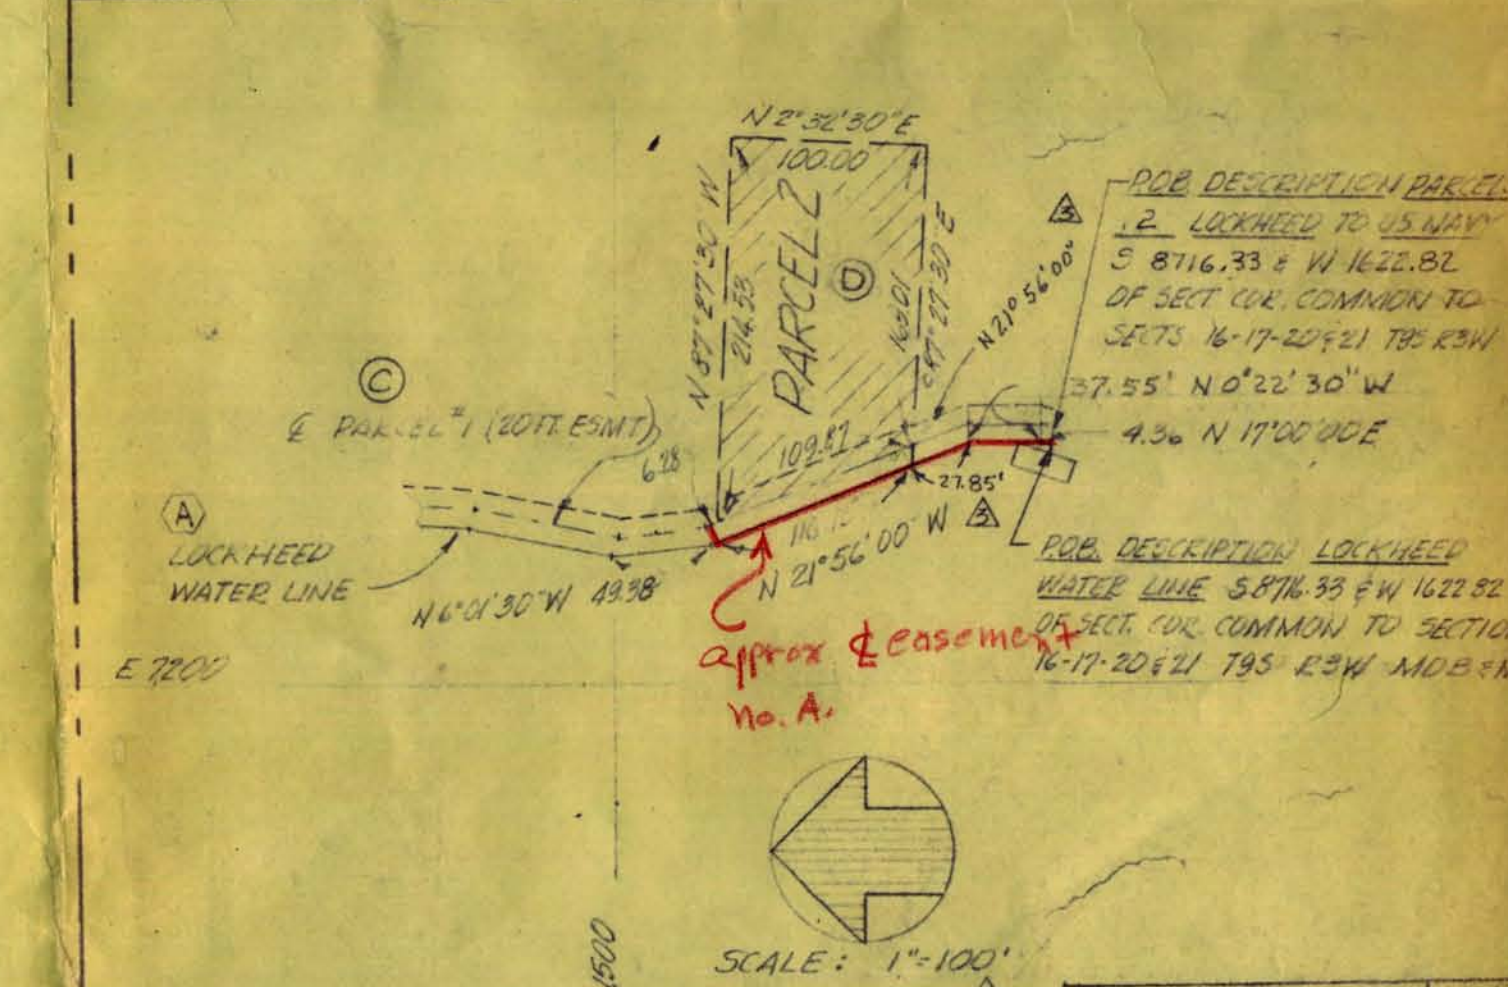 N 2° 32' 30" E
100.00
N 87° 27' 30 W
214.53
PARCEL 2
D
27' 30 E
3
N 21° 56' 00"
P.O.B. DESCRIPTION PARCEL
.2 LOCKHEED TO US NAVY
S 8716.33 & W 1622.82
OF SECT COR. COMMON TO
SECTS 16-17-20 & 21 T9S R3W
37.55' N 0° 22' 30" W
4.36 N 17° 00' 00 E
C
℄ PARCEL #1 (20 FT. ESMT)
6.28
109.87
27.85'
3
116
N 21° 56' 00 W
A
LOCKHEED
WATER LINE
N 6° 01' 30" W 49.38
P.O.B. DESCRIPTION LOCKHEED
WATER LINE S.8716.33 & W 1622.82
OF SECT. COR. COMMON TO SECTIO
16-17-20 & 21 T9S R3W MDB &
approx ℄ easement
no. A.
E 7200
500
SCALE: 1"=100'